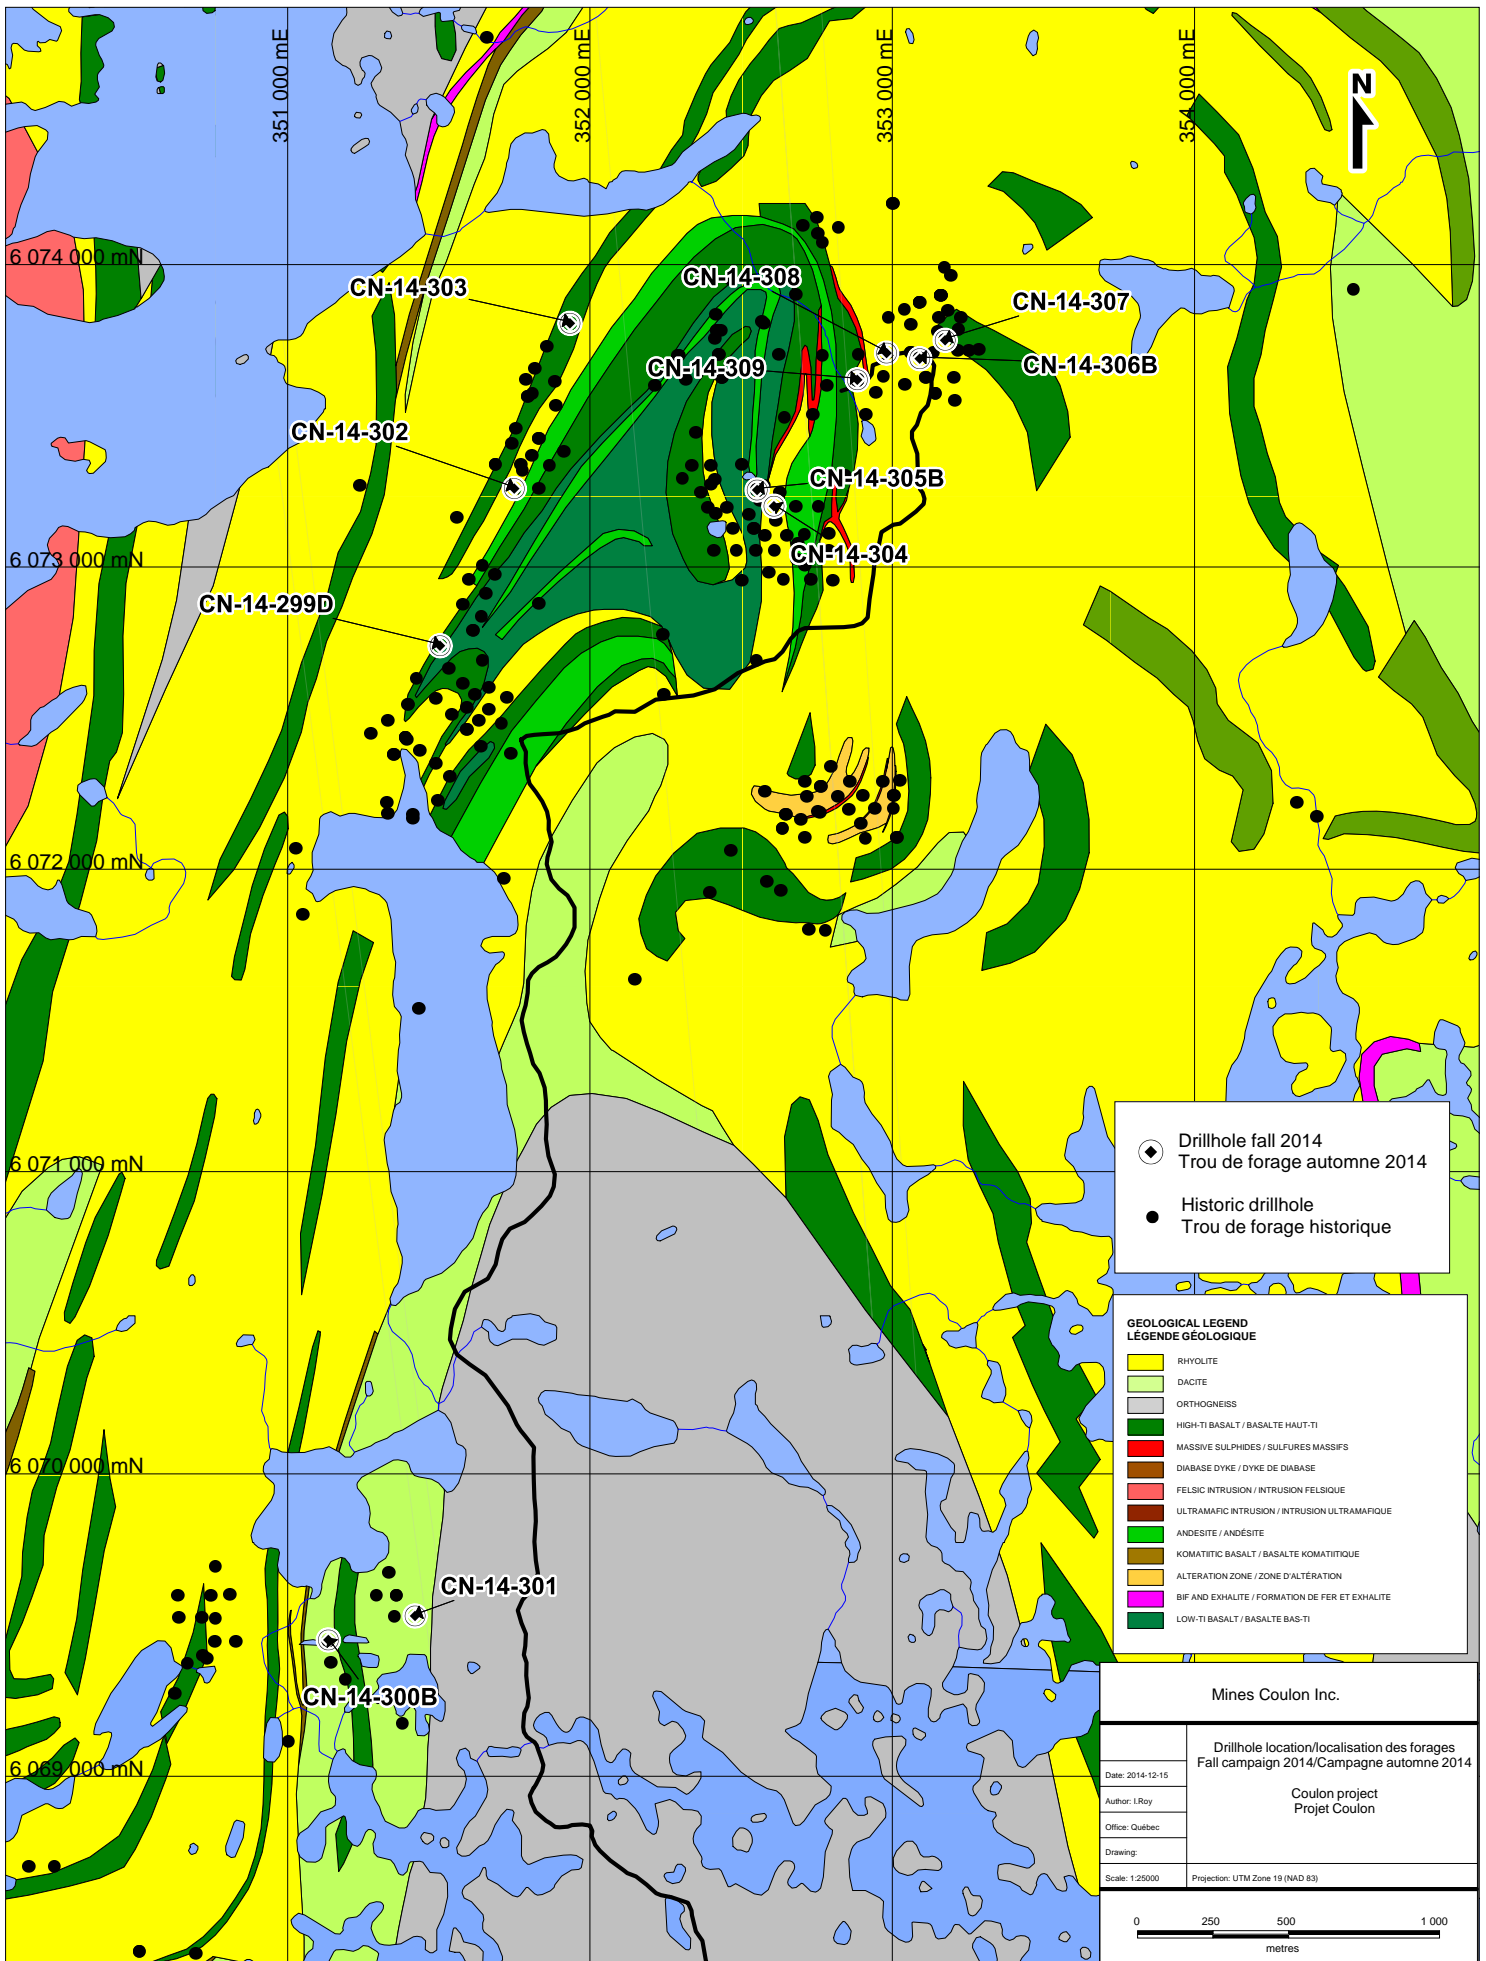 351 000 mE
352 000 mE
353 000 mE
354 000 mE
N
6 074 000 mN
CN-14-303
CN-14-308
CN-14-307
CN-14-309
CN-14-306B
CN-14-302
CN-14-305B
CN-14-304
6 073 000 mN
CN-14-299D
6 072 000 mN
6 071 000 mN
Drillhole fall 2014
Trou de forage automne 2014
Historic drillhole
Trou de forage historique
GEOLOGICAL LEGEND
LÉGENDE GÉOLOGIQUE
RHYOLITE
DACITE
ORTHOGNEISS
HIGH-TI BASALT / BASALTE HAUT-TI
MASSIVE SULPHIDES / SULFURES MASSIFS
DIABASE DYKE / DYKE DE DIABASE
FELSIC INTRUSION / INTRUSION FELSIQUE
ULTRAMAFIC INTRUSION / INTRUSION ULTRAMAFIQUE
ANDESITE / ANDÉSITE
KOMATIITIC BASALT / BASALTE KOMATIITIQUE
ALTERATION ZONE / ZONE D'ALTÉRATION
BIF AND EXHALITE / FORMATION DE FER ET EXHALITE
LOW-TI BASALT / BASALTE BAS-TI
6 070 000 mN
CN-14-301
CN-14-300B
6 069 000 mN
Mines Coulon Inc.
Drillhole location/localisation des forages
Fall campaign 2014/Campagne automne 2014
Coulon project
Projet Coulon
Date: 2014-12-15
Author: I.Roy
Office: Québec
Drawing:
Scale: 1:25000
Projection: UTM Zone 19 (NAD 83)
0 250 500 1 000
metres